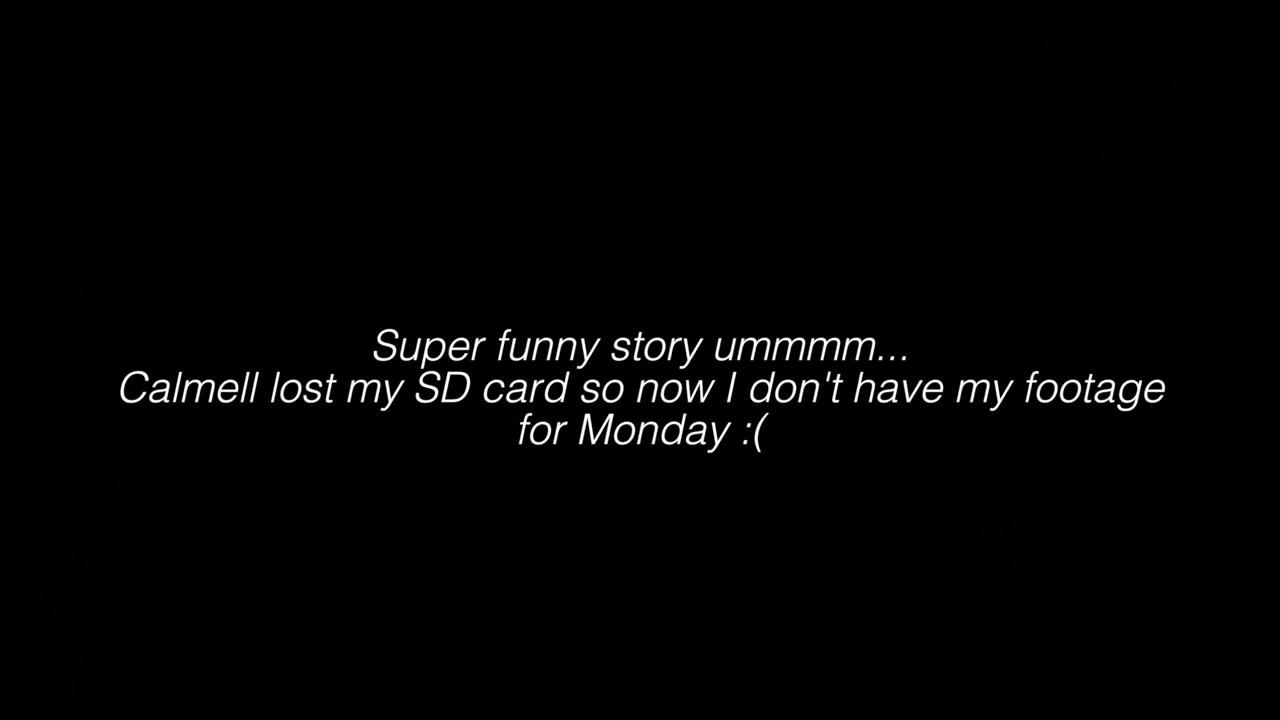 Super funny story ummmm...
Calmell lost my SD card so now I don't have my footage
for Monday :(